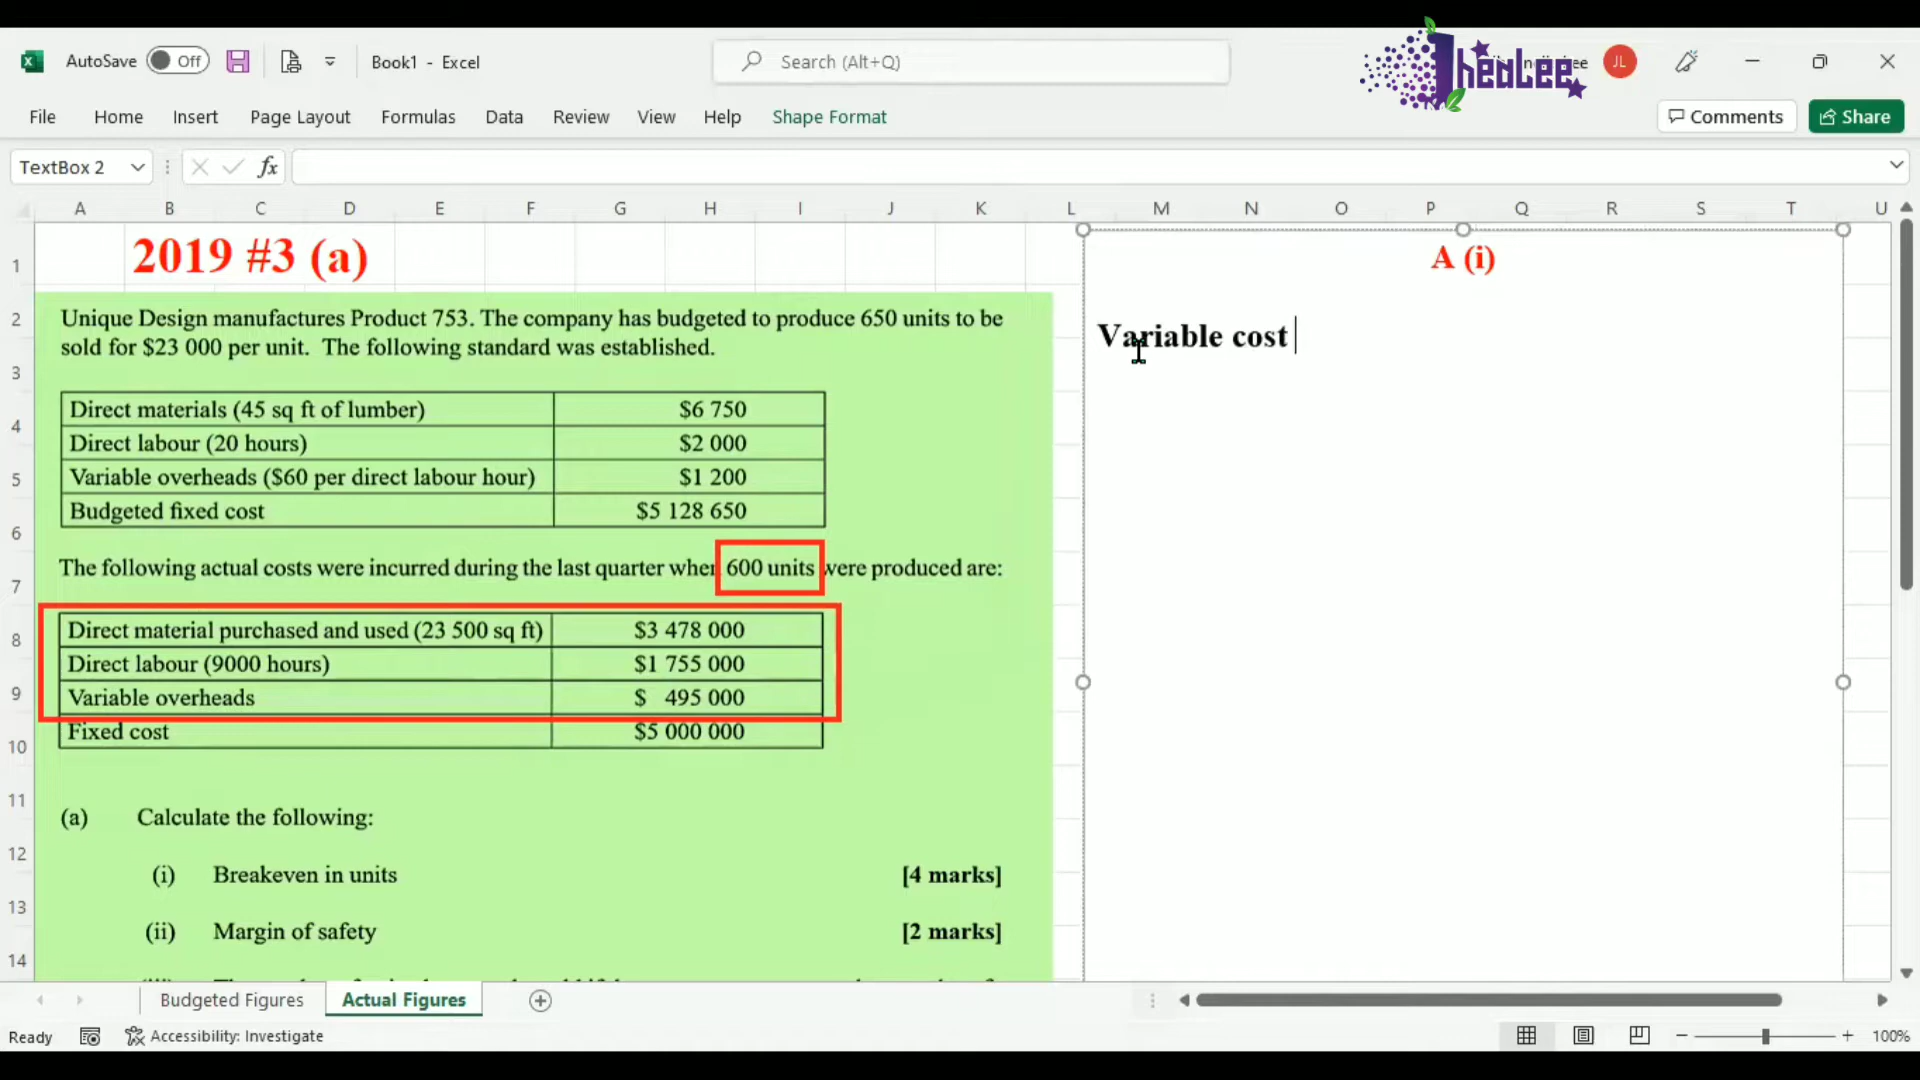 AutoSave Off Book1 - Excel Search (Alt+Q) JL
1hedLee
File Home Insert Page Layout Formulas Data Review View Help Shape Format Comments Share
TextBox 2 fx
A B C D E F G H I J K L M N O P Q R S T U
1
2
3
4
5
6
7
8
9
10
11
12
13
14
2019 #3 (a)
Unique Design manufactures Product 753. The company has budgeted to produce 650 units to be
sold for $23 000 per unit. The following standard was established.
Direct materials (45 sq ft of lumber) $6 750
Direct labour (20 hours) $2 000
Variable overheads ($60 per direct labour hour) $1 200
Budgeted fixed cost $5 128 650
The following actual costs were incurred during the last quarter when 600 units were produced are:
Direct material purchased and used (23 500 sq ft) $3 478 000
Direct labour (9000 hours) $1 755 000
Variable overheads $ 495 000
Fixed cost $5 000 000
(a) Calculate the following:
(i) Breakeven in units [4 marks]
(ii) Margin of safety [2 marks]
A (i)
Variable cost
Budgeted Figures Actual Figures
Ready Accessibility: Investigate 100%